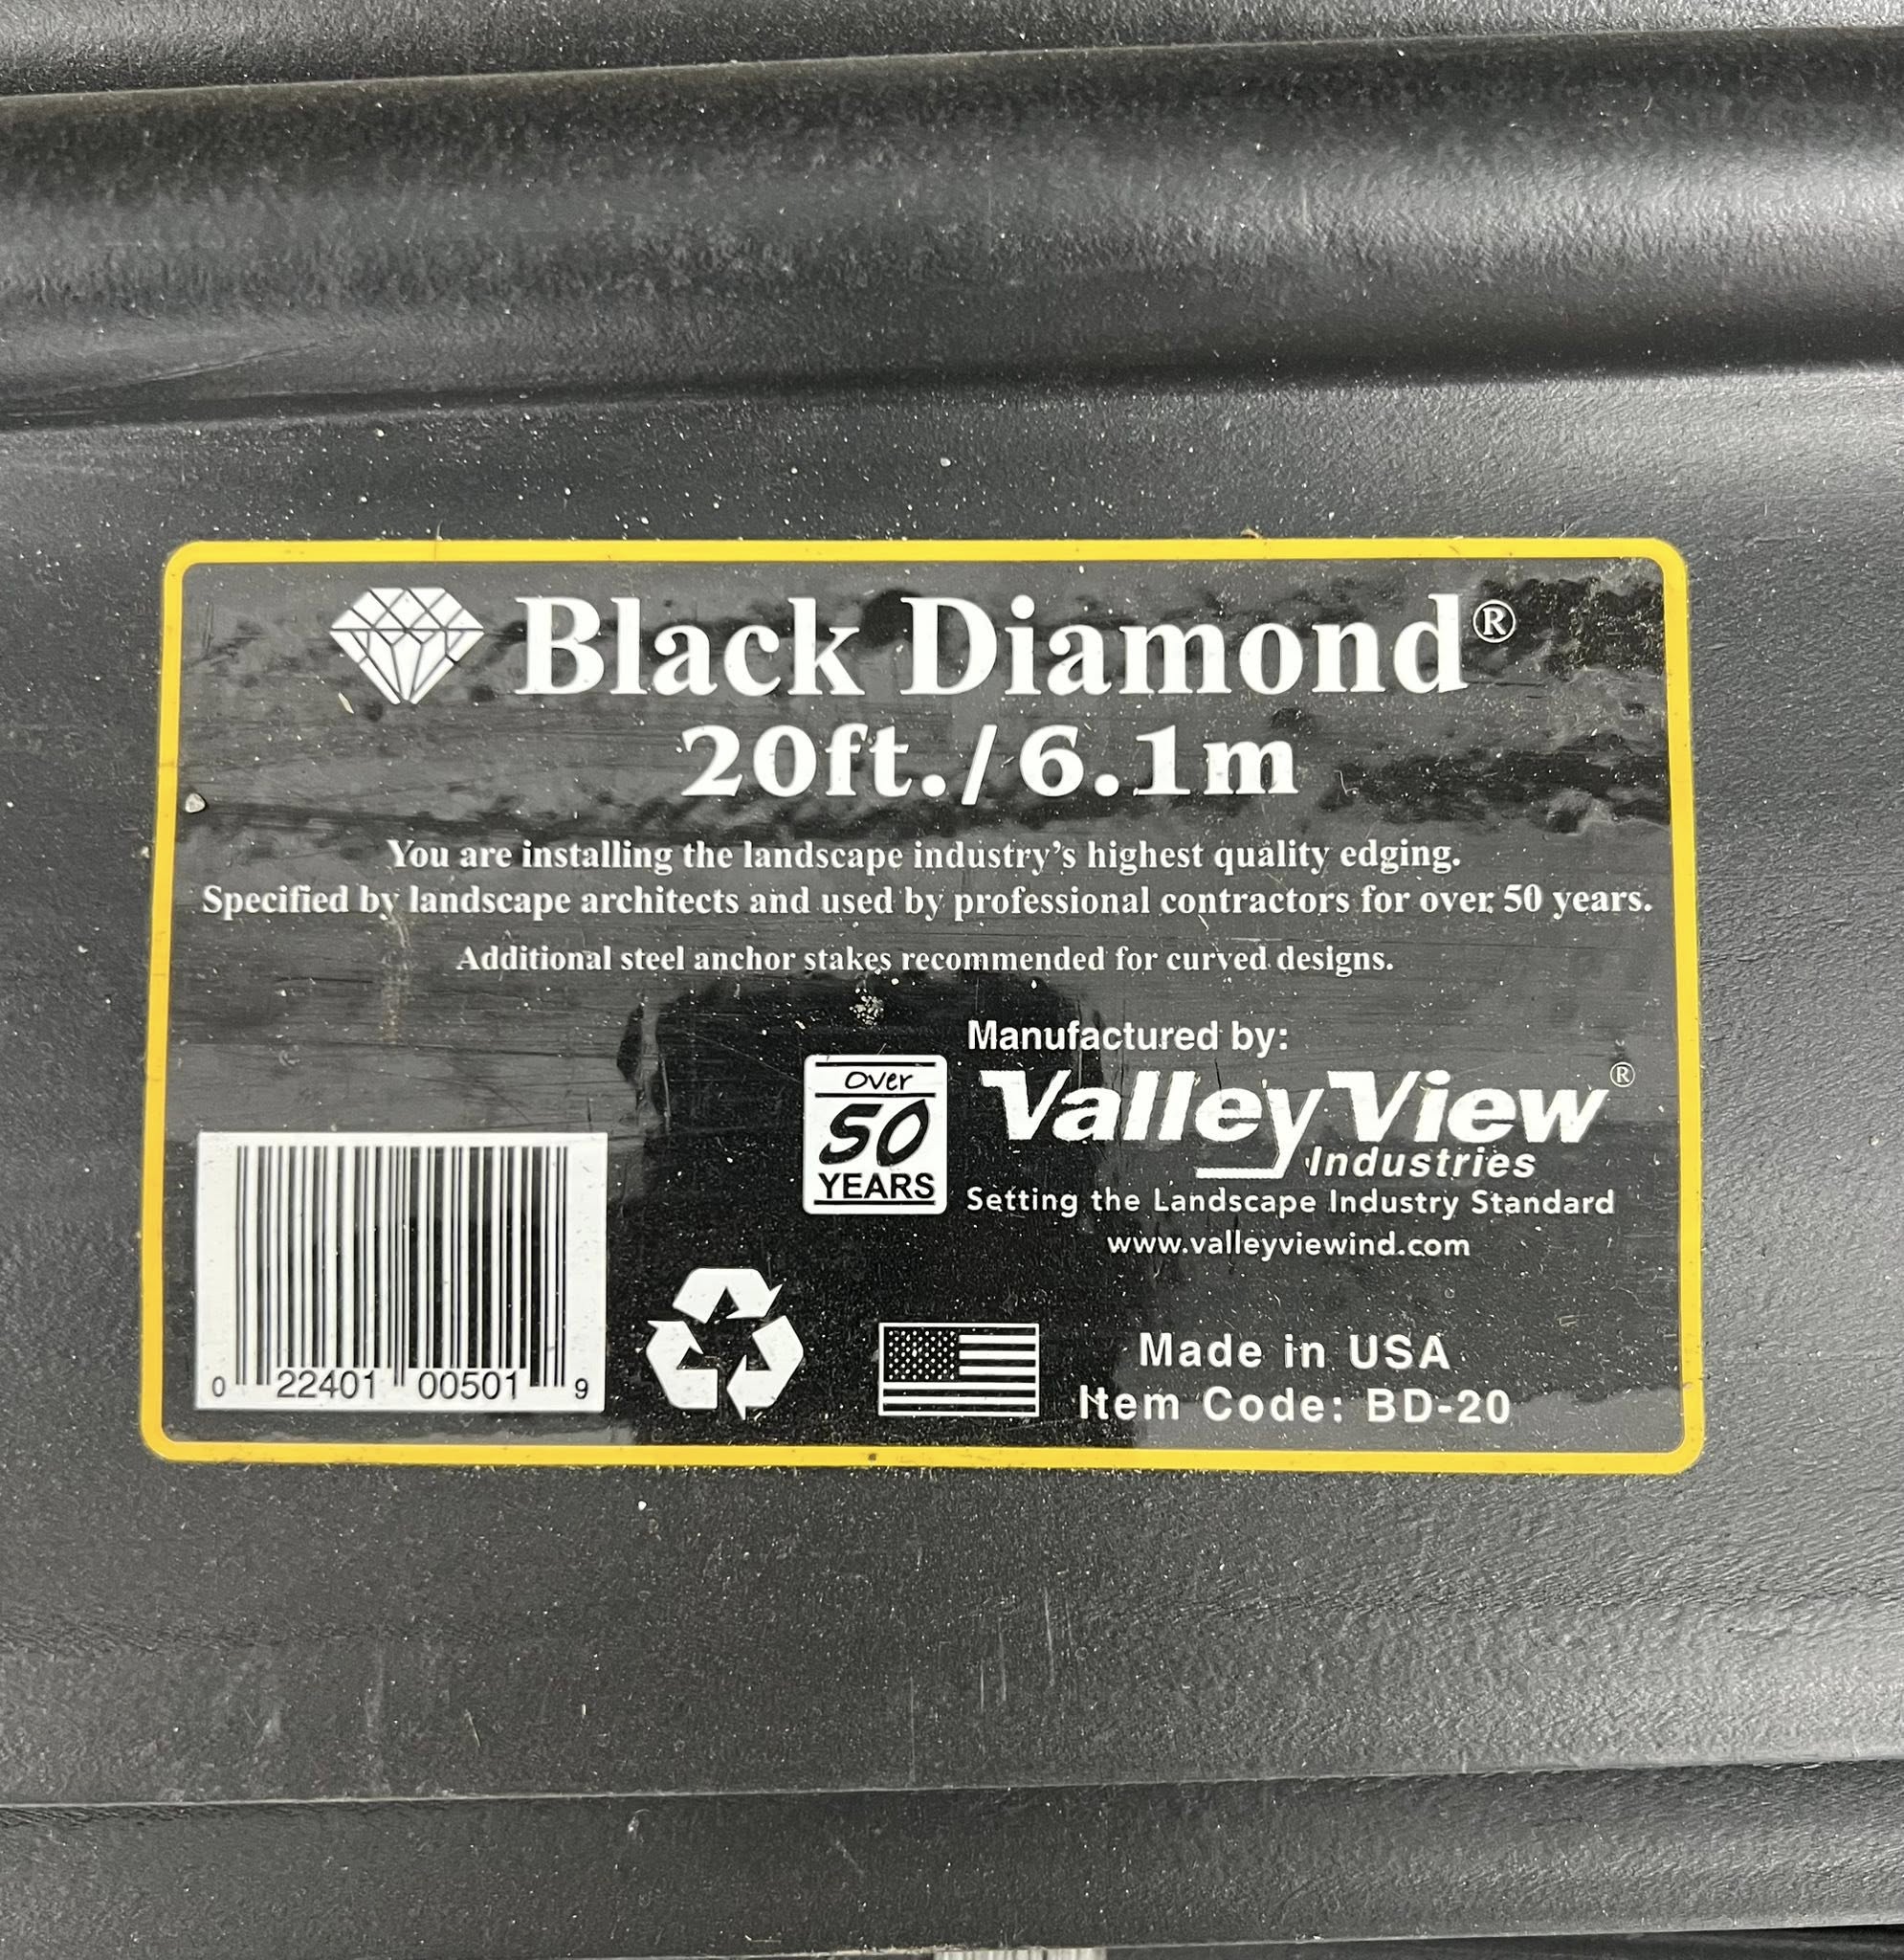 Black Diamond®
20ft./6.1m
You are installing the landscape industry's highest quality edging.
Specified by landscape architects and used by professional contractors for over 50 years.
Additional steel anchor stakes recommended for curved designs.
Manufactured by:
Over
50
YEARS
Valley View®
Industries
Setting the Landscape Industry Standard
www.valleyviewind.com
0 22401 00501 9
Made in USA
Item Code: BD-20